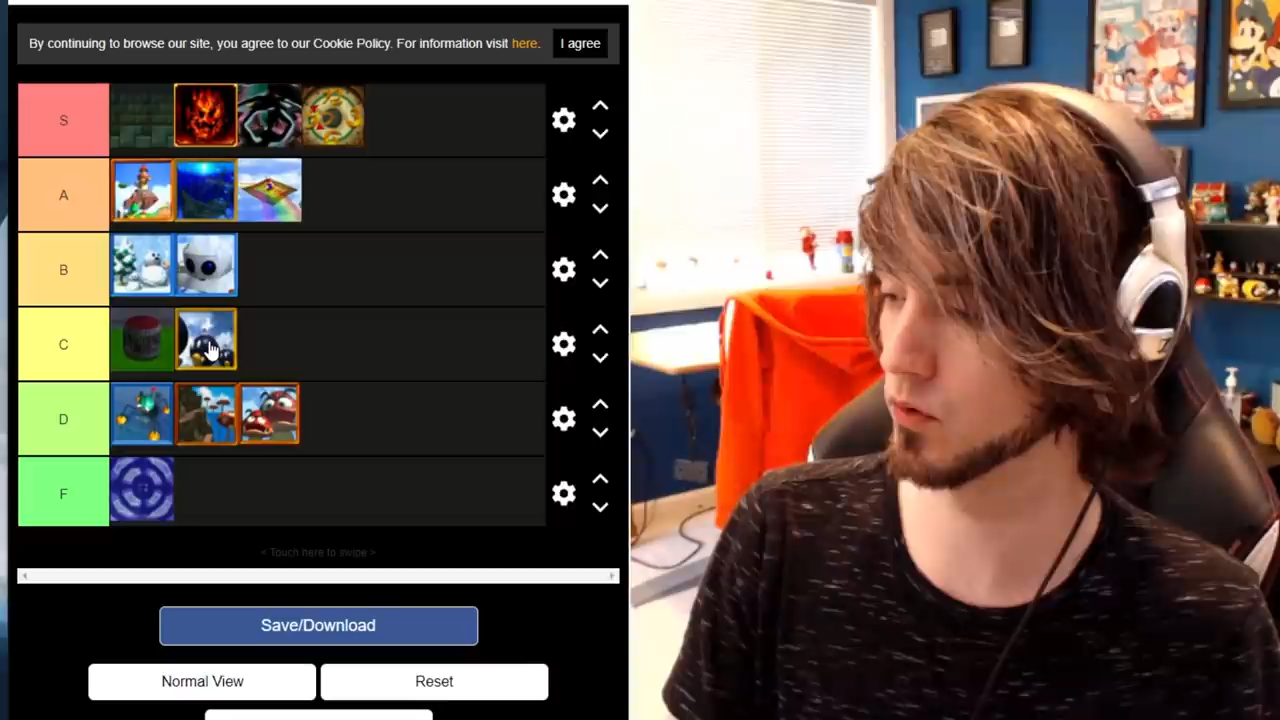 By continuing to browse our site, you agree to our Cookie Policy. For information visit here. I agree
S
A
B
C
D
F
< Touch here to swipe >
Save/Download
Normal View
Reset